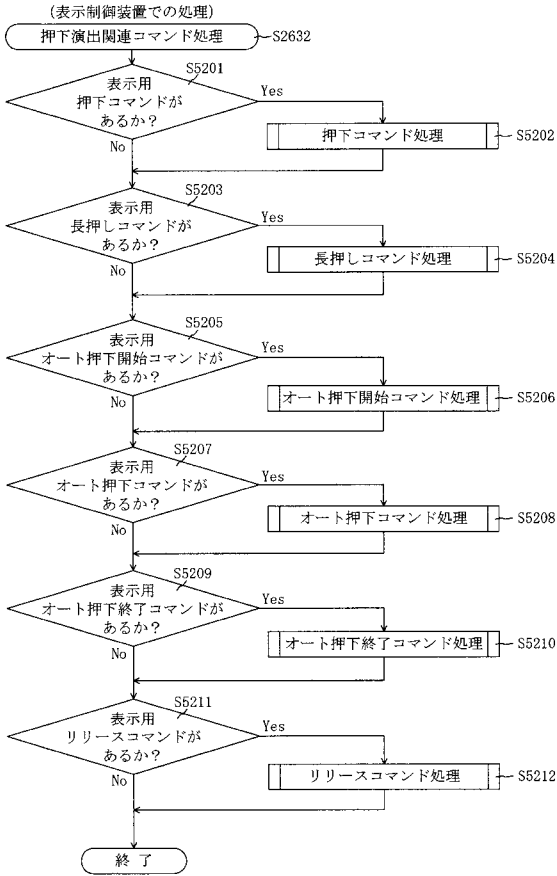 (表示制御装置での処理)
押下演出関連コマンド処理
S2632
S5201
表示用
押下コマンドが
あるか?
Yes
No
押下コマンド処理
S5202
S5203
表示用
長押しコマンドが
あるか?
Yes
No
長押しコマンド処理
S5204
S5205
表示用
オート押下開始コマンドが
あるか?
Yes
No
オート押下開始コマンド処理
S5206
S5207
表示用
オート押下コマンドが
あるか?
Yes
No
オート押下コマンド処理
S5208
S5209
表示用
オート押下終了コマンドが
あるか?
Yes
No
オート押下終了コマンド処理
S5210
S5211
表示用
リリースコマンドが
あるか?
Yes
No
リリースコマンド処理
S5212
終 了